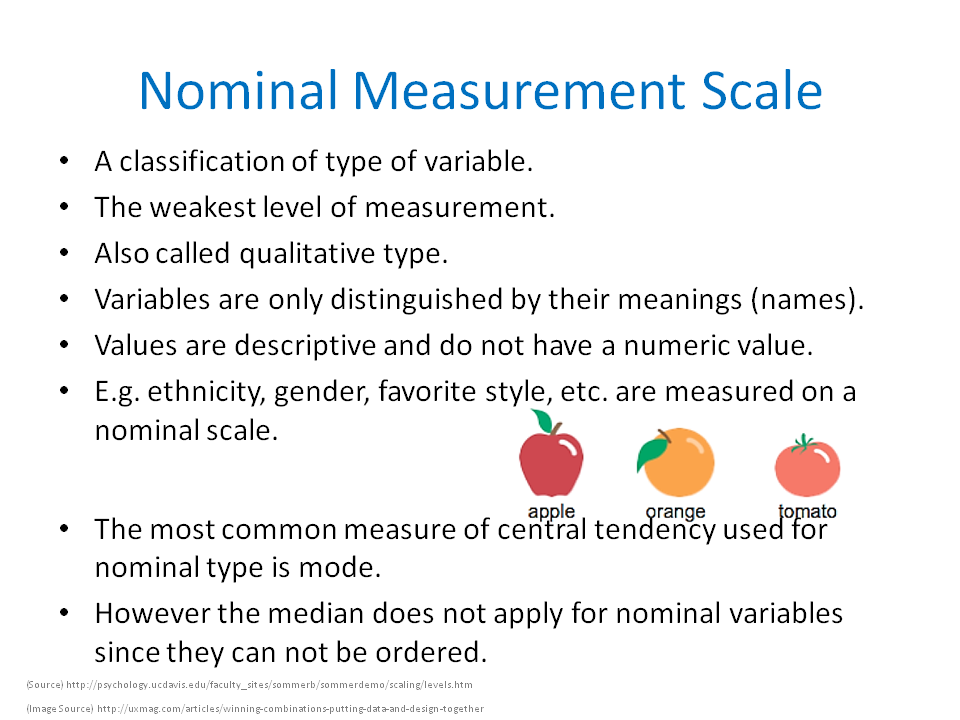 Nominal Measurement Scale
• A classification of type of variable.
• The weakest level of measurement.
• Also called qualitative type.
• Variables are only distinguished by their meanings (names).
• Values are descriptive and do not have a numeric value.
• E.g. ethnicity, gender, favorite style, etc. are measured on a
nominal scale.
apple orange tomato
• The most common measure of central tendency used for
nominal type is mode.
• However the median does not apply for nominal variables
since they can not be ordered.
(Source) http://psychology.ucdavis.edu/faculty_sites/sommerb/sommerdemo/scaling/levels.htm
(Image Source) http://uxmag.com/articles/winning-combinations-putting-data-and-design-together